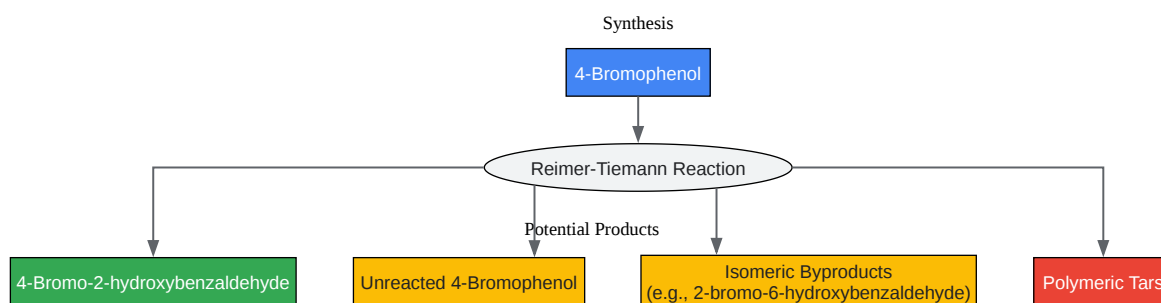 Synthesis
4-Bromophenol
Reimer-Tiemann Reaction
Potential Products
4-Bromo-2-hydroxybenzaldehyde
Unreacted 4-Bromophenol
Isomeric Byproducts
(e.g., 2-bromo-6-hydroxybenzaldehyde)
Polymeric Tars